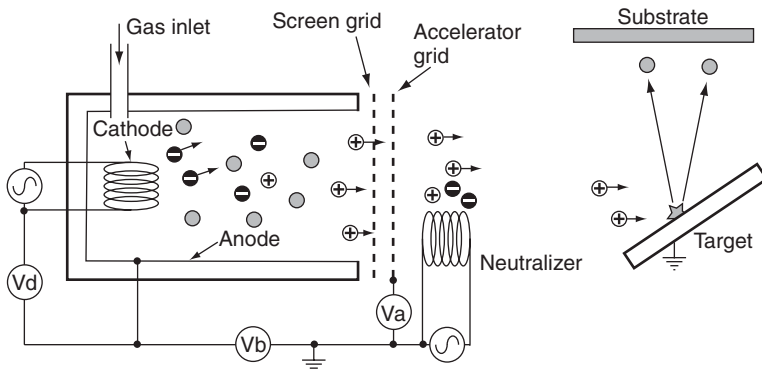 Gas inlet
Screen grid
Accelerator
grid
Substrate
Cathode
Anode
Neutralizer
Target
Vd
Va
Vb